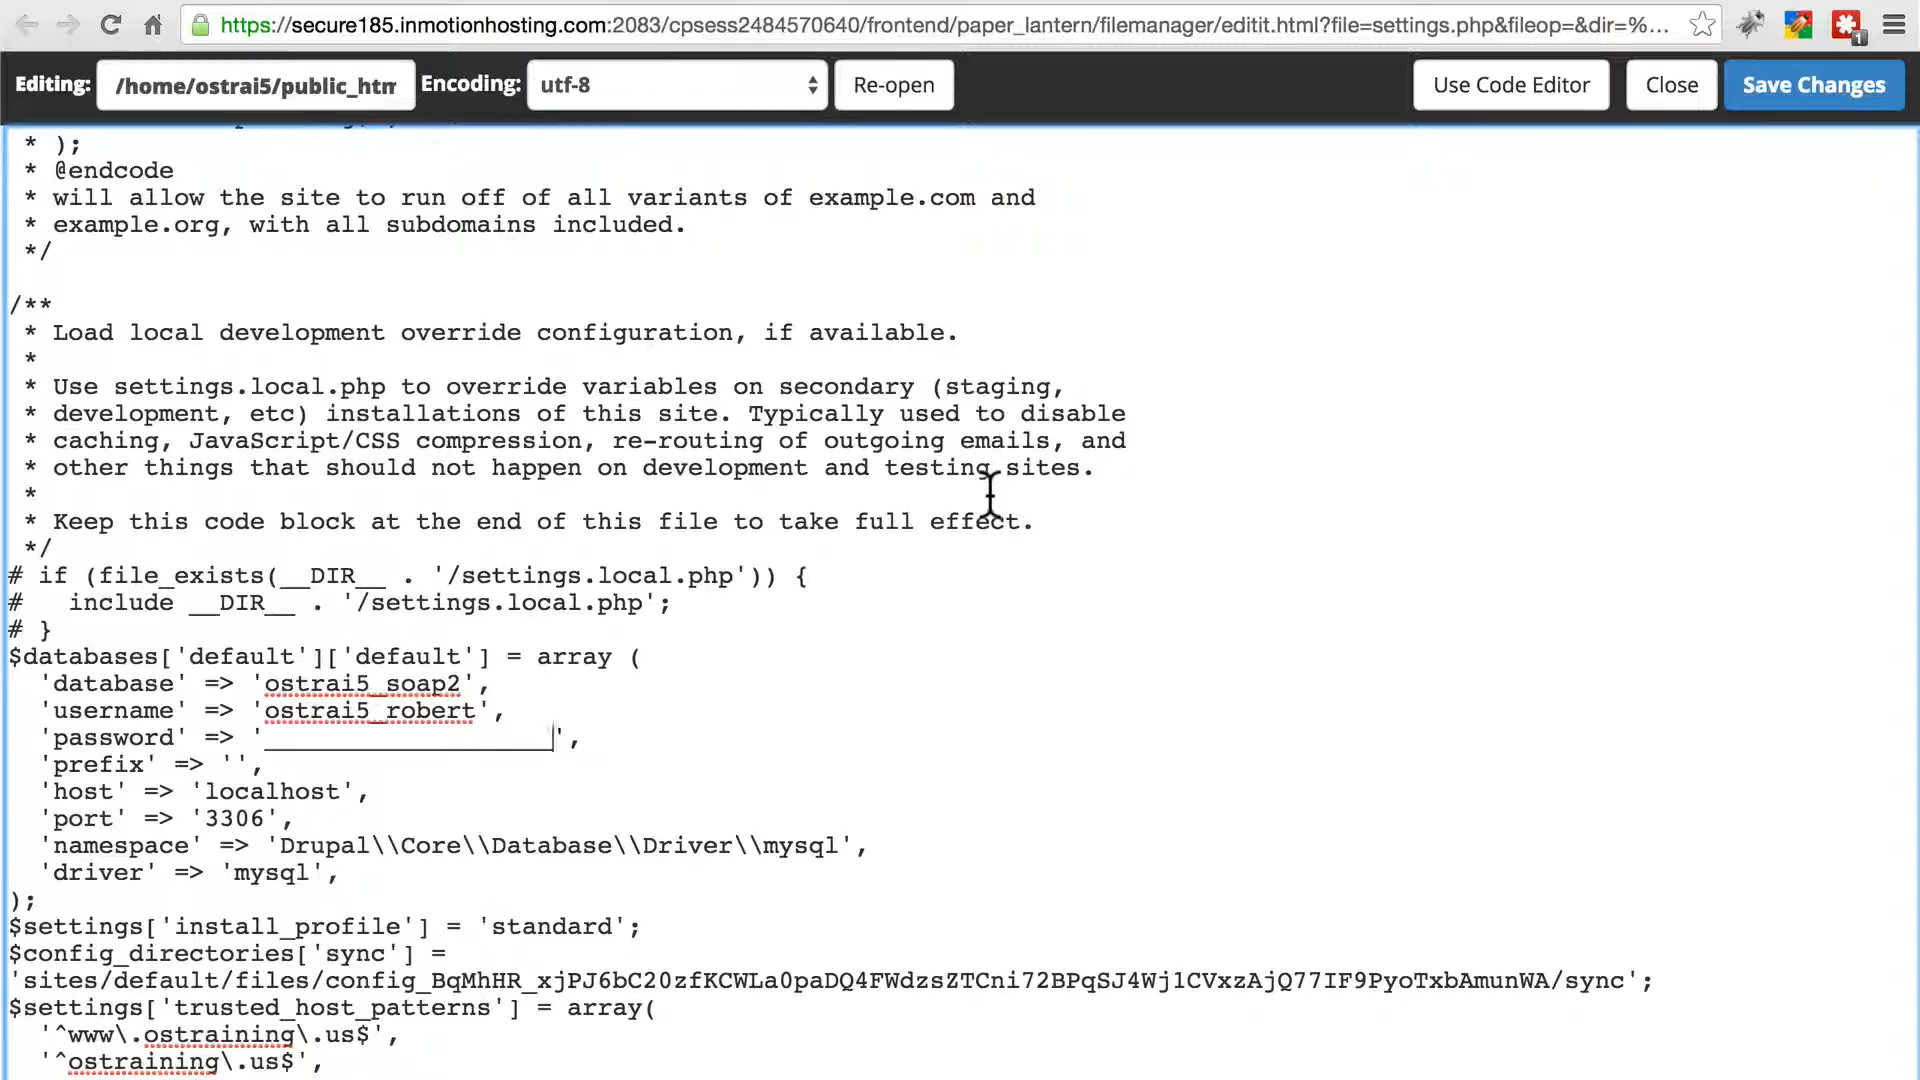 https://secure185.inmotionhosting.com:2083/cpsess2484570640/frontend/paper_lantern/filemanager/editit.html?file=settings.php&fileop=&dir=%...
1
Editing: /home/ostrai5/public_htm Encoding: utf-8 Re-open Use Code Editor Close Save Changes
 * );
 * @endcode
 * will allow the site to run off of all variants of example.com and
 * example.org, with all subdomains included.
 */
/**
 * Load local development override configuration, if available.
 *
 * Use settings.local.php to override variables on secondary (staging,
 * development, etc) installations of this site. Typically used to disable
 * caching, JavaScript/CSS compression, re-routing of outgoing emails, and
 * other things that should not happen on development and testing sites.
 *
 * Keep this code block at the end of this file to take full effect.
 */
# if (file_exists(__DIR__ . '/settings.local.php')) {
#   include __DIR__ . '/settings.local.php';
# }
$databases['default']['default'] = array (
  'database' => 'ostrai5_soap2',
  'username' => 'ostrai5_robert',
  'password' => '___________________',
  'prefix' => '',
  'host' => 'localhost',
  'port' => '3306',
  'namespace' => 'Drupal\\Core\\Database\\Driver\\mysql',
  'driver' => 'mysql',
);
$settings['install_profile'] = 'standard';
$config_directories['sync'] =
'sites/default/files/config_BqMhHR_xjPJ6bC20zfKCWLa0paDQ4FWdzsZTCni72BPqSJ4Wj1CVxzAjQ77IF9PyoTxbAmunWA/sync';
$settings['trusted_host_patterns'] = array(
  '^www\.ostraining\.us$',
  '^ostraining\.us$',